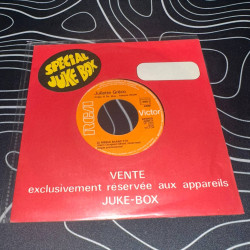 SPECIAL
JUKE BOX
Juliette Gréco
RCA
Victor
VENTE
exclusivement reservée aux appareils
JUKE-BOX